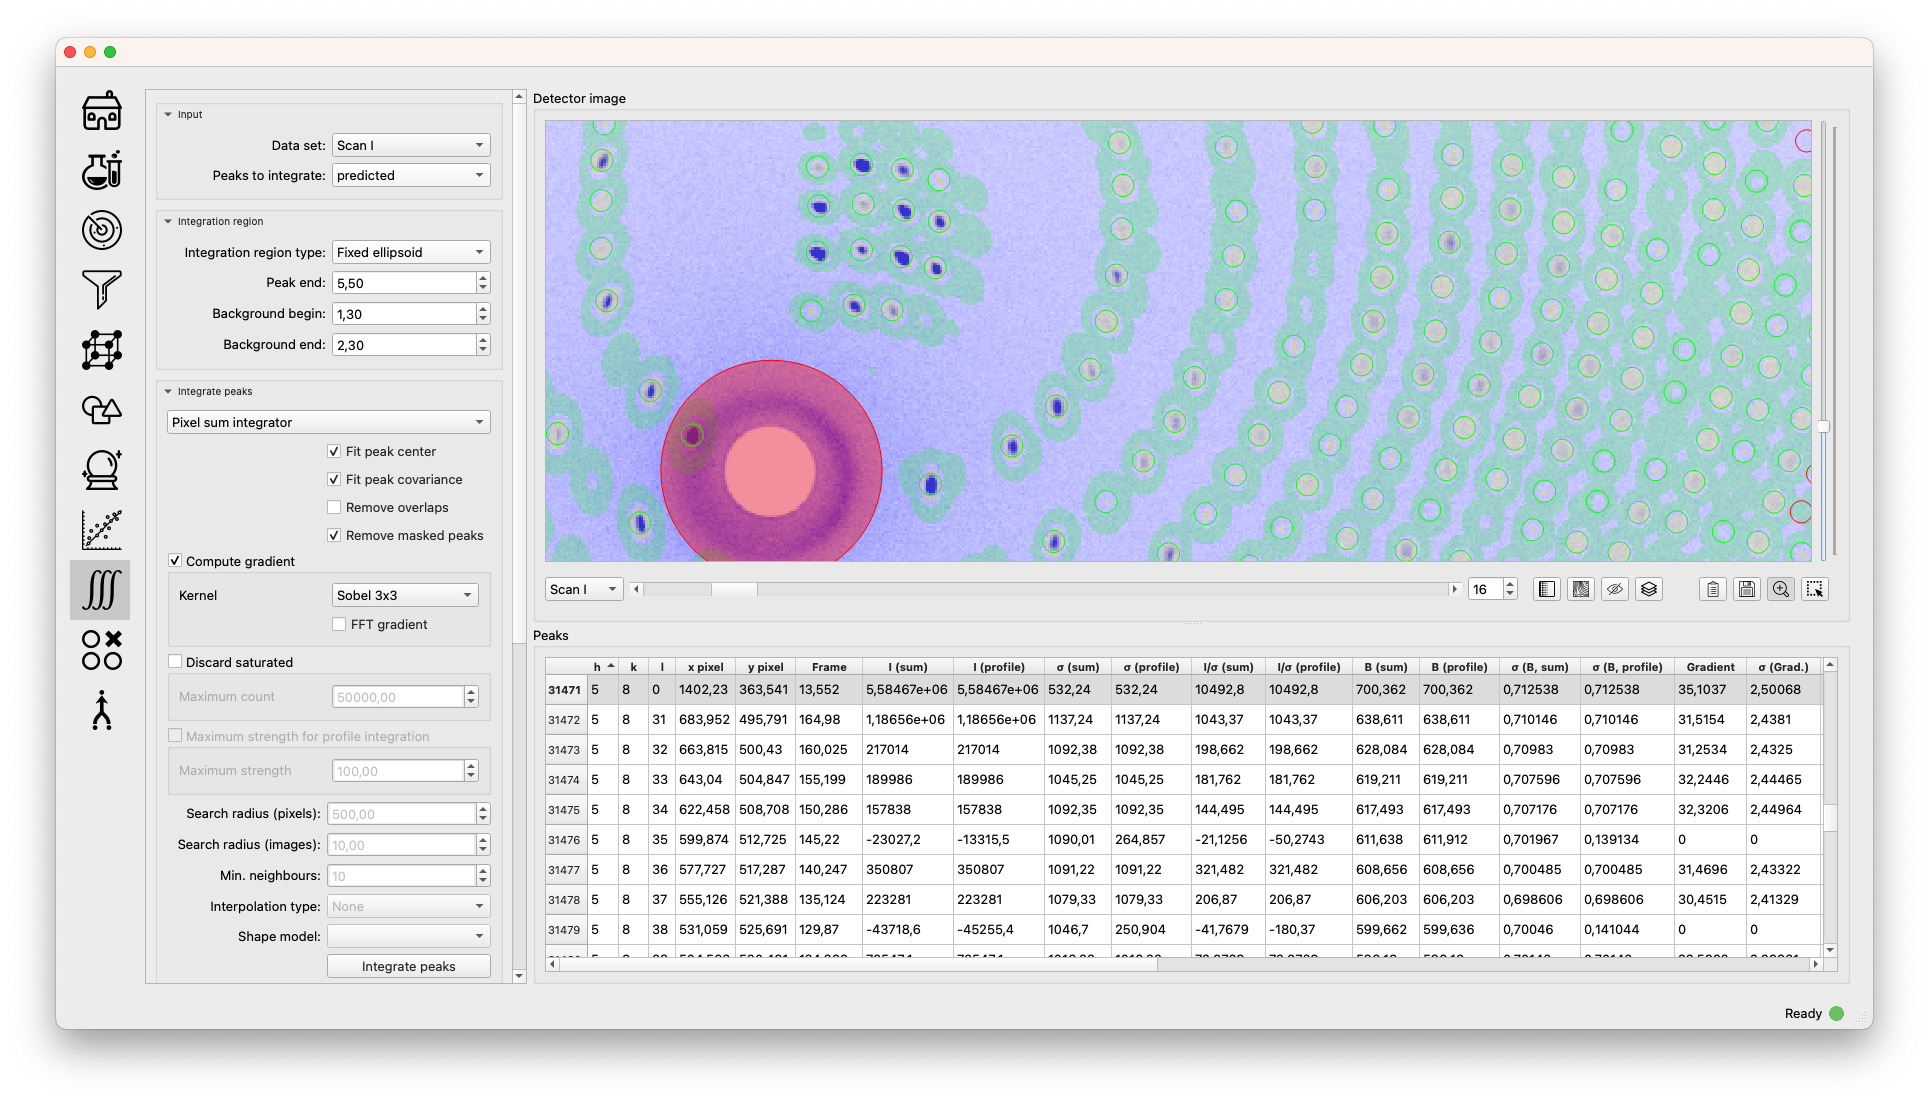 Input
Data set: Scan I
Peaks to integrate: predicted
Integration region
Integration region type: Fixed ellipsoid
Peak end: 5,50
Background begin: 1,30
Background end: 2,30
Integrate peaks
Pixel sum integrator
Fit peak center
Fit peak covariance
Remove overlaps
Remove masked peaks
Compute gradient
Kernel Sobel 3x3
FFT gradient
Discard saturated
Maximum count 50000,00
Maximum strength for profile integration
Maximum strength 100,00
Search radius (pixels): 500,00
Search radius (images): 10,00
Min. neighbours: 10
Interpolation type: None
Shape model:
Integrate peaks
Detector image
Scan I 16
Peaks
h k l x pixel y pixel Frame I (sum) I (profile) σ (sum) σ (profile) I/σ (sum) I/σ (profile) B (sum) B (profile) σ (B, sum) σ (B, profile) Gradient σ (Grad.)
31471 5 8 0 1402,23 363,541 13,552 5,58467e+06 5,58467e+06 532,24 532,24 10492,8 10492,8 700,362 700,362 0,712538 0,712538 35,1037 2,50068
31472 5 8 31 683,952 495,791 164,98 1,18656e+06 1,18656e+06 1137,24 1137,24 1043,37 1043,37 638,611 638,611 0,710146 0,710146 31,5154 2,4381
31473 5 8 32 663,815 500,43 160,025 217014 217014 1092,38 1092,38 198,662 198,662 628,084 628,084 0,70983 0,70983 31,2534 2,4325
31474 5 8 33 643,04 504,847 155,199 189986 189986 1045,25 1045,25 181,762 181,762 619,211 619,211 0,707596 0,707596 32,2446 2,44465
31475 5 8 34 622,458 508,708 150,286 157838 157838 1092,35 1092,35 144,495 144,495 617,493 617,493 0,707176 0,707176 32,3206 2,44964
31476 5 8 35 599,874 512,725 145,22 -23027,2 -13315,5 1090,01 264,857 -21,1256 -50,2743 611,638 611,912 0,701967 0,139134 0 0
31477 5 8 36 577,727 517,287 140,247 350807 350807 1091,22 1091,22 321,482 321,482 608,656 608,656 0,700485 0,700485 31,4696 2,43322
31478 5 8 37 555,126 521,388 135,124 223281 223281 1079,33 1079,33 206,87 206,87 606,203 606,203 0,698606 0,698606 30,4515 2,41329
31479 5 8 38 531,059 525,691 129,87 -43718,6 -45255,4 1046,7 250,904 -41,7679 -180,37 599,662 599,636 0,70046 0,141044 0 0
Ready